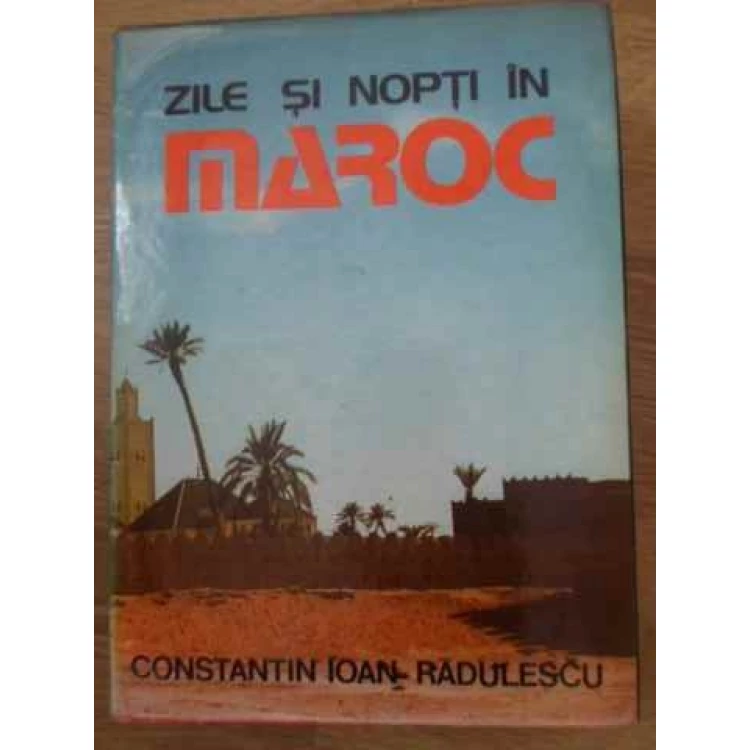 ZILE ȘI NOPȚI ÎN
MAROC
CONSTANTIN IOAN RADULESCU